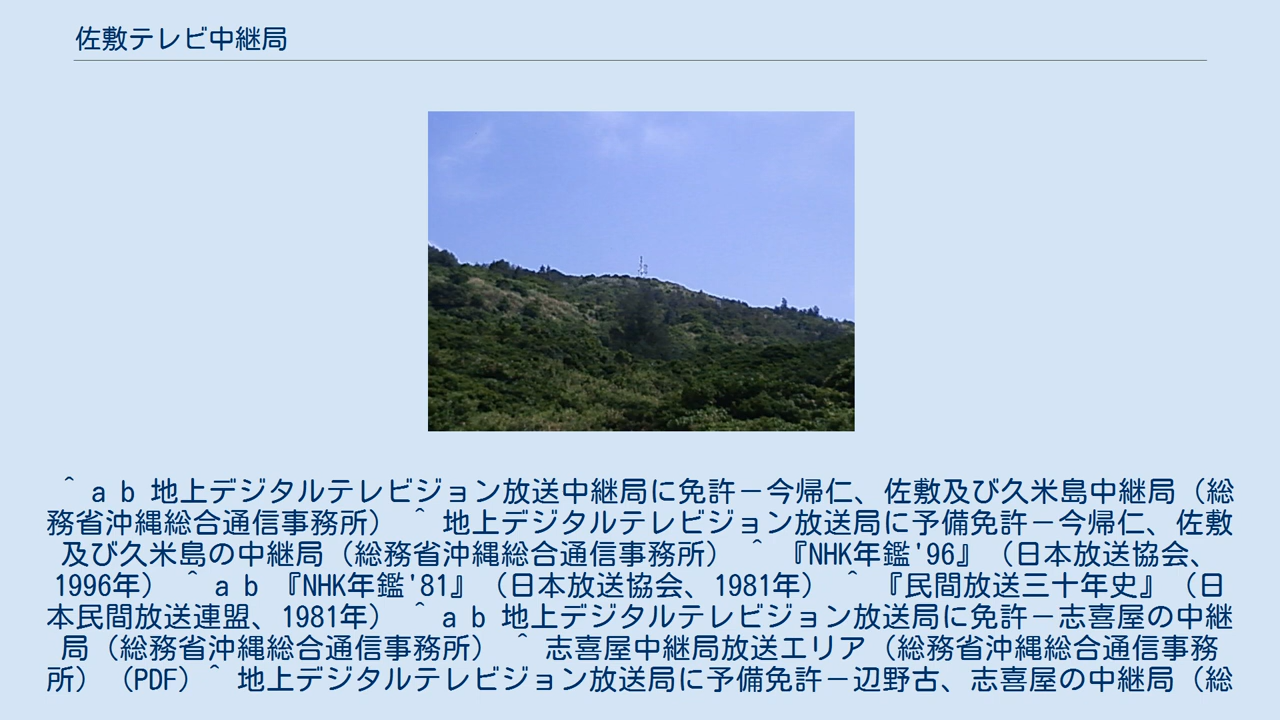 佐敷テレビ中継局
^ a b 地上デジタルテレビジョン放送中継局に免許－今帰仁、佐敷及び久米島中継局（総
務省沖縄総合通信事務所） ^ 地上デジタルテレビジョン放送局に予備免許－今帰仁、佐敷
及び久米島の中継局（総務省沖縄総合通信事務所） ^ 『NHK年鑑'96』（日本放送協会、
1996年） ^ a b 『NHK年鑑'81』（日本放送協会、1981年） ^ 『民間放送三十年史』（日
本民間放送連盟、1981年） ^ a b 地上デジタルテレビジョン放送局に免許－志喜屋の中継
局（総務省沖縄総合通信事務所） ^ 志喜屋中継局放送エリア（総務省沖縄総合通信事務
所）（PDF）^ 地上デジタルテレビジョン放送局に予備免許－辺野古、志喜屋の中継局（総